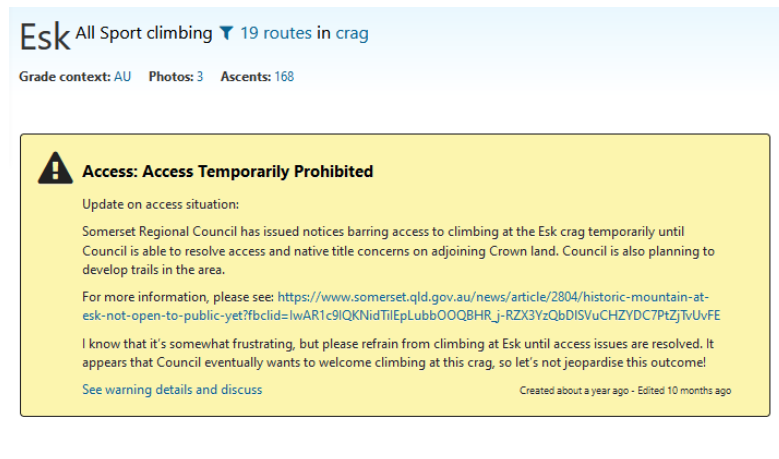 Esk All Sport climbing 19 routes in crag
Grade context: AU Photos: 3 Ascents: 168
Access: Access Temporarily Prohibited
Update on access situation:
Somerset Regional Council has issued notices barring access to climbing at the Esk crag temporarily until
Council is able to resolve access and native title concerns on adjoining Crown land. Council is also planning to
develop trails in the area.
For more information, please see: https://www.somerset.qld.gov.au/news/article/2804/historic-mountain-at-
esk-not-open-to-public-yet?fbclid=IwAR1c9IQKNidTiIEpLubbOOQBHR_j-RZX3YzQbDISVuCHZYDC7PtZjTvUvFE
I know that it's somewhat frustrating, but please refrain from climbing at Esk until access issues are resolved. It
appears that Council eventually wants to welcome climbing at this crag, so let's not jeopardise this outcome!
See warning details and discuss Created about a year ago - Edited 10 months ago